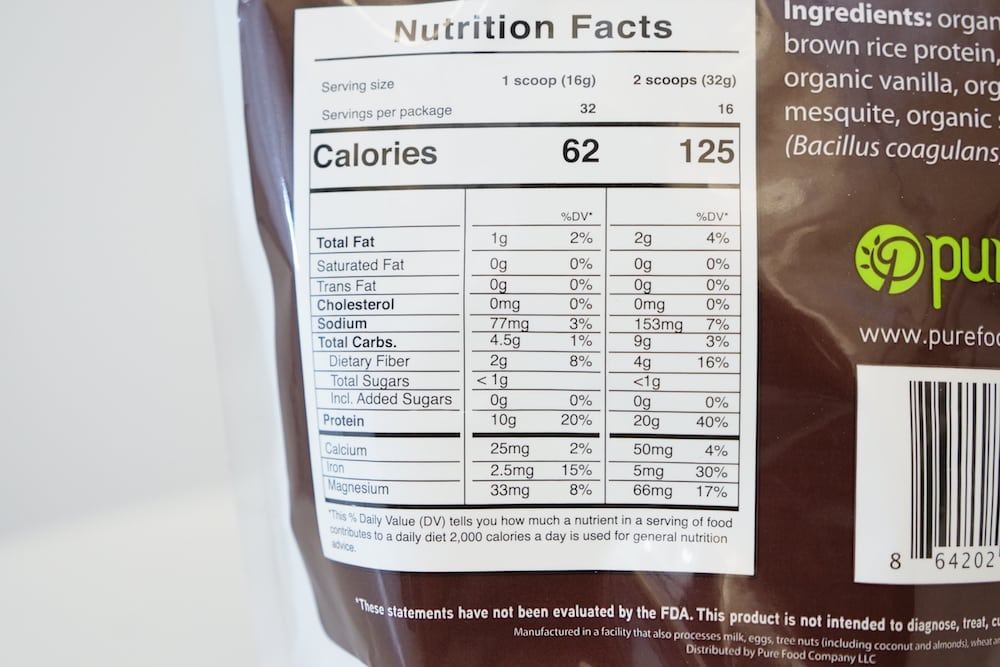 Nutrition Facts
Serving size 1 scoop (16g) 2 scoops (32g)
Servings per package 32 16
Calories 62 125
%DV* %DV*
Total Fat 1g 2% 2g 4%
Saturated Fat 0g 0% 0g 0%
Trans Fat 0g 0% 0g 0%
Cholesterol 0mg 0% 0mg 0%
Sodium 77mg 3% 153mg 7%
Total Carbs. 4.5g 1% 9g 3%
Dietary Fiber 2g 8% 4g 16%
Total Sugars < 1g <1g
Incl. Added Sugars 0g 0% 0g 0%
Protein 10g 20% 20g 40%
Calcium 25mg 2% 50mg 4%
Iron 2.5mg 15% 5mg 30%
Magnesium 33mg 8% 66mg 17%
*This % Daily Value (DV) tells you how much a nutrient in a serving of food
contributes to a daily diet 2,000 calories a day is used for general nutrition
advice.
Ingredients: organ
brown rice protein,
organic vanilla, org
mesquite, organic
(Bacillus coagulans
pu
www.purefoo
8 64202
*These statements have not been evaluated by the FDA. This product is not intended to diagnose, treat, cu
Manufactured in a facility that also processes milk, eggs, tree nuts (including coconut and almonds), wheat an
Distributed by Pure Food Company LLC